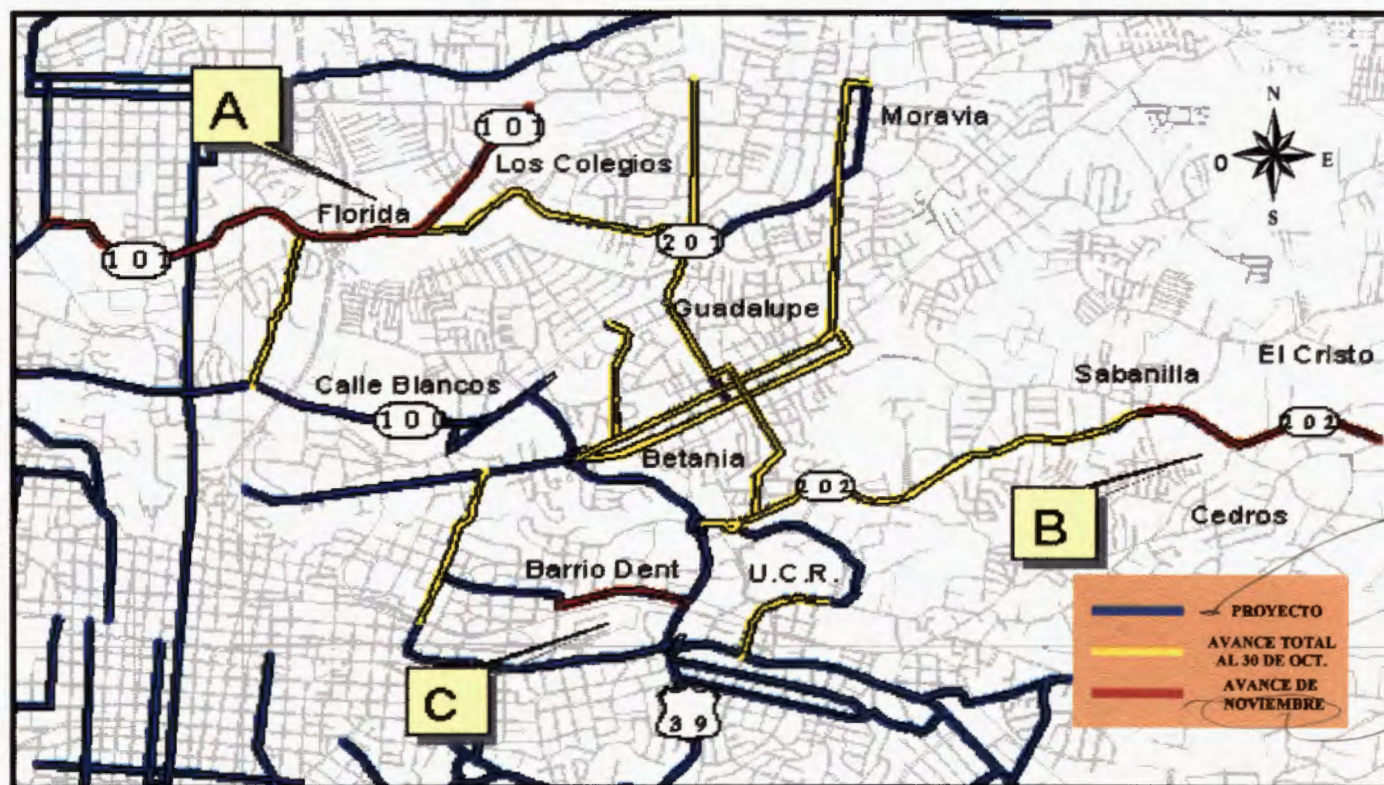 N
O
E
S
A
101
Los Colegios
Moravia
Florida
101
201
Guadalupe
El Cristo
Sabanilla
Calle Blancos
101
202
Betania
202
B
Cedros
Barrio Dent
U.C.R.
C
39
PROYECTO
AVANCE TOTAL
AL 30 DE OCT.
AVANCE DE
NOVIEMBRE